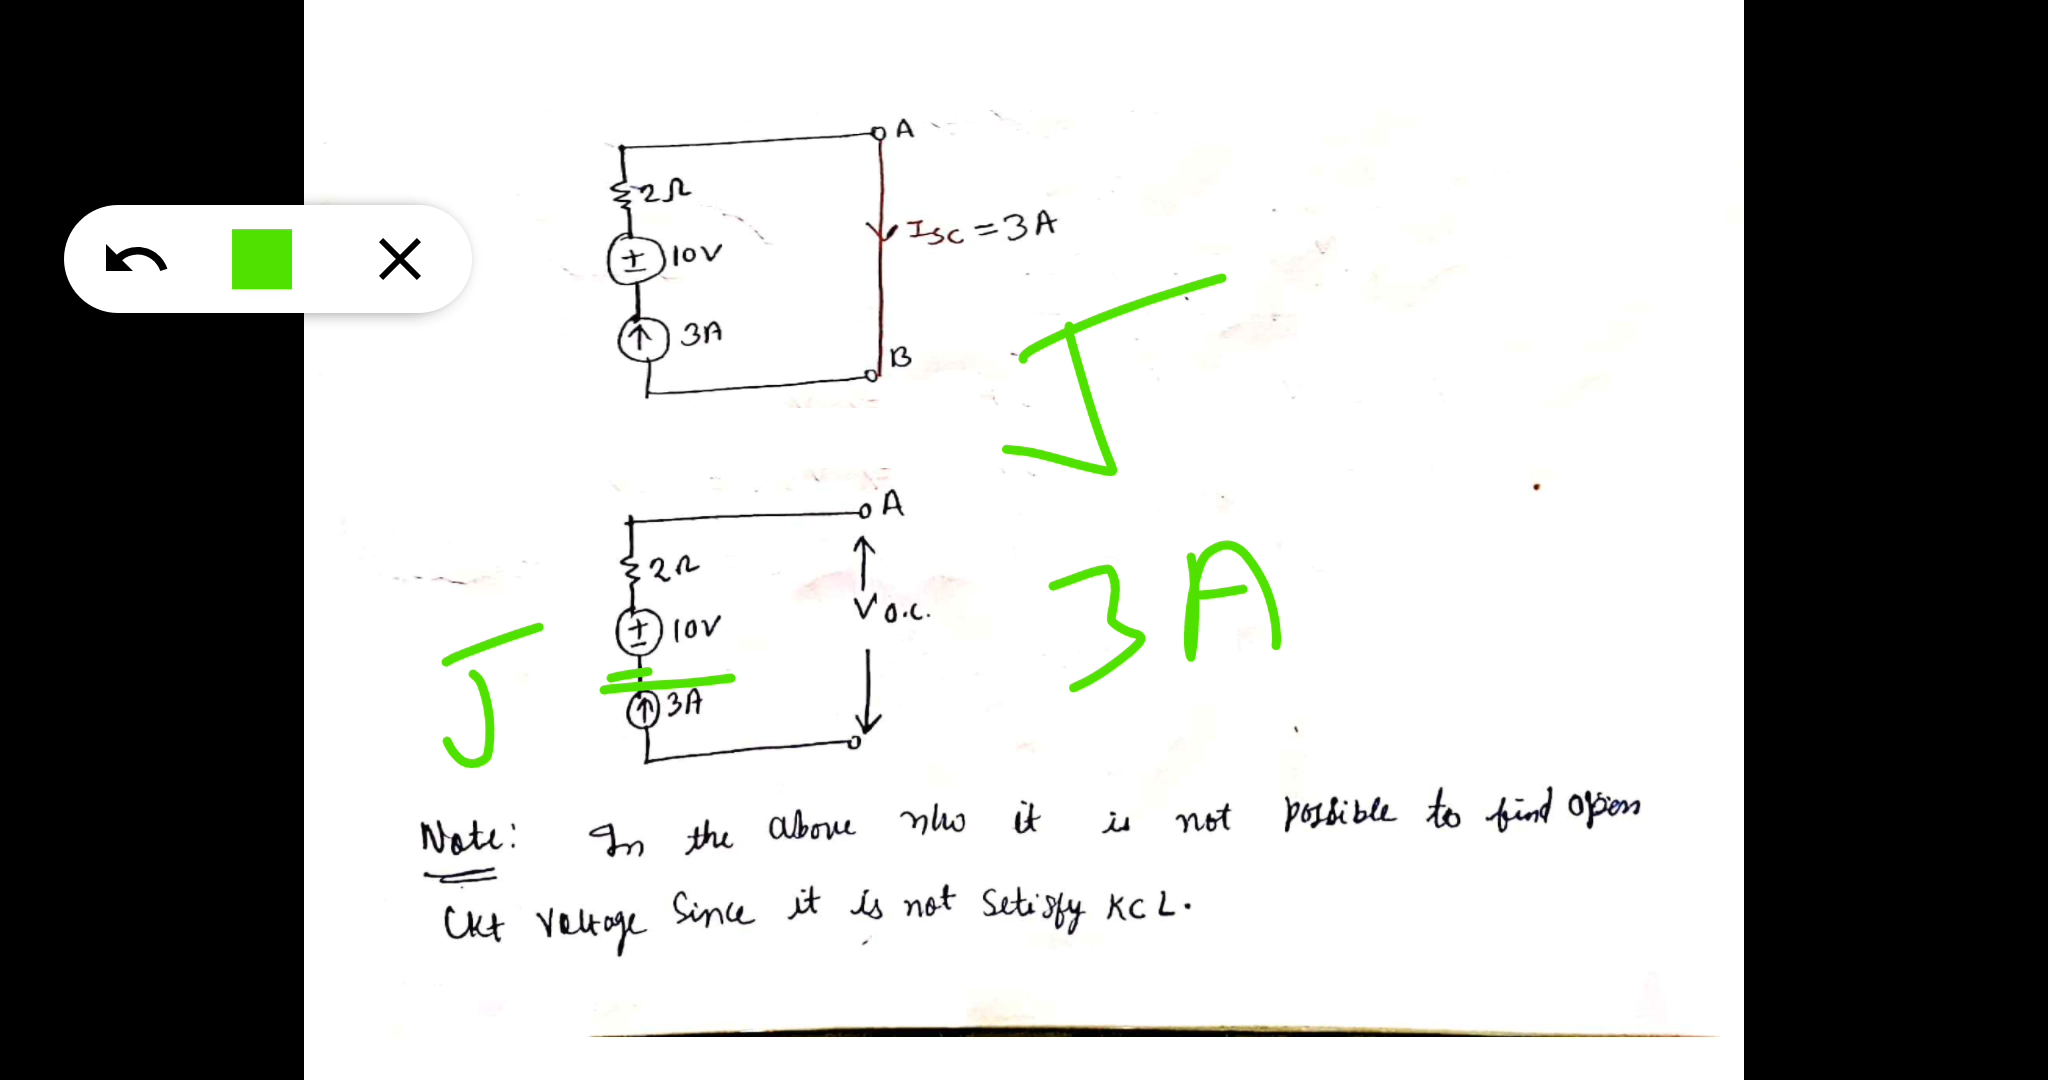 A
2Ω
10V
ISC = 3A
3A
B
A
2Ω
10V
V o.c.
3A
3A
Note: In the above n/w it is not possible to find open
Ckt Voltage Since it is not Setisfy KCL.